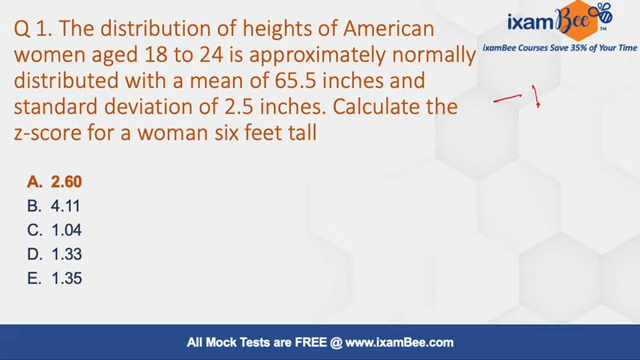 ixamBee
TM
ixamBee Courses Save 35% of Your Time
Q 1. The distribution of heights of American
women aged 18 to 24 is approximately normally
distributed with a mean of 65.5 inches and
standard deviation of 2.5 inches. Calculate the
z-score for a woman six feet tall
A. 2.60
B. 4.11
C. 1.04
D. 1.33
E. 1.35
All Mock Tests are FREE @ www.ixamBee.com